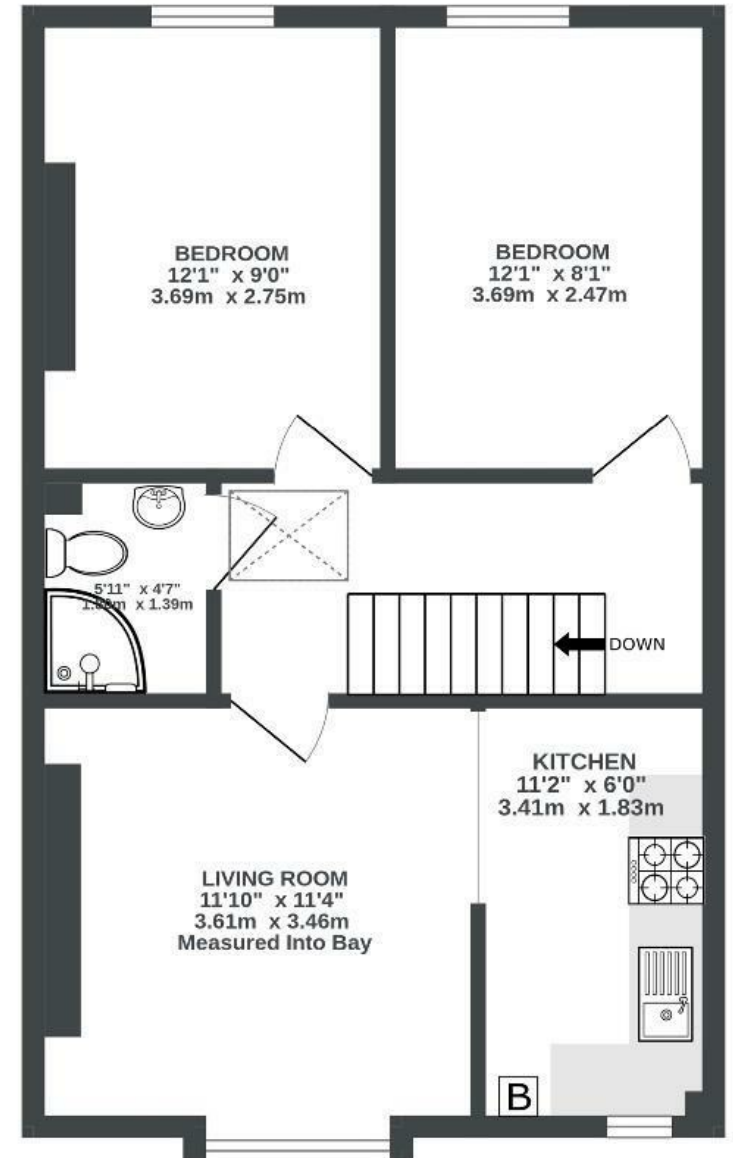 BEDROOM
12'1" x 9'0"
3.69m x 2.75m
BEDROOM
12'1" x 8'1"
3.69m x 2.47m
5'11" x 4'7"
x 1.39m
DOWN
KITCHEN
11'2" x 6'0"
3.41m x 1.83m
LIVING ROOM
11'10" x 11'4"
3.61m x 3.46m
Measured Into Bay
B